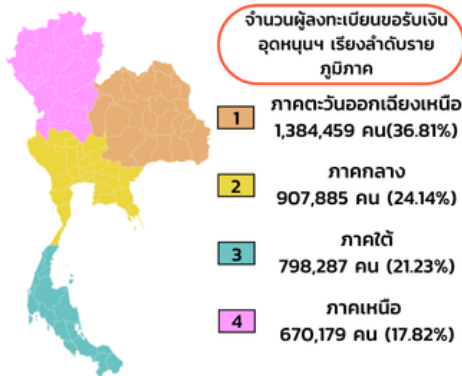 จำนวนผู้ลงทะเบียนขอรับเงิน
อุดหนุนฯ เรียงลำดับราย
ภูมิภาค
1
ภาคตะวันออกเฉียงเหนือ
1,384,459 คน(36.81%)
2
ภาคกลาง
907,885 คน (24.14%)
3
ภาคใต้
798,287 คน (21.23%)
4
ภาคเหนือ
670,179 คน (17.82%)